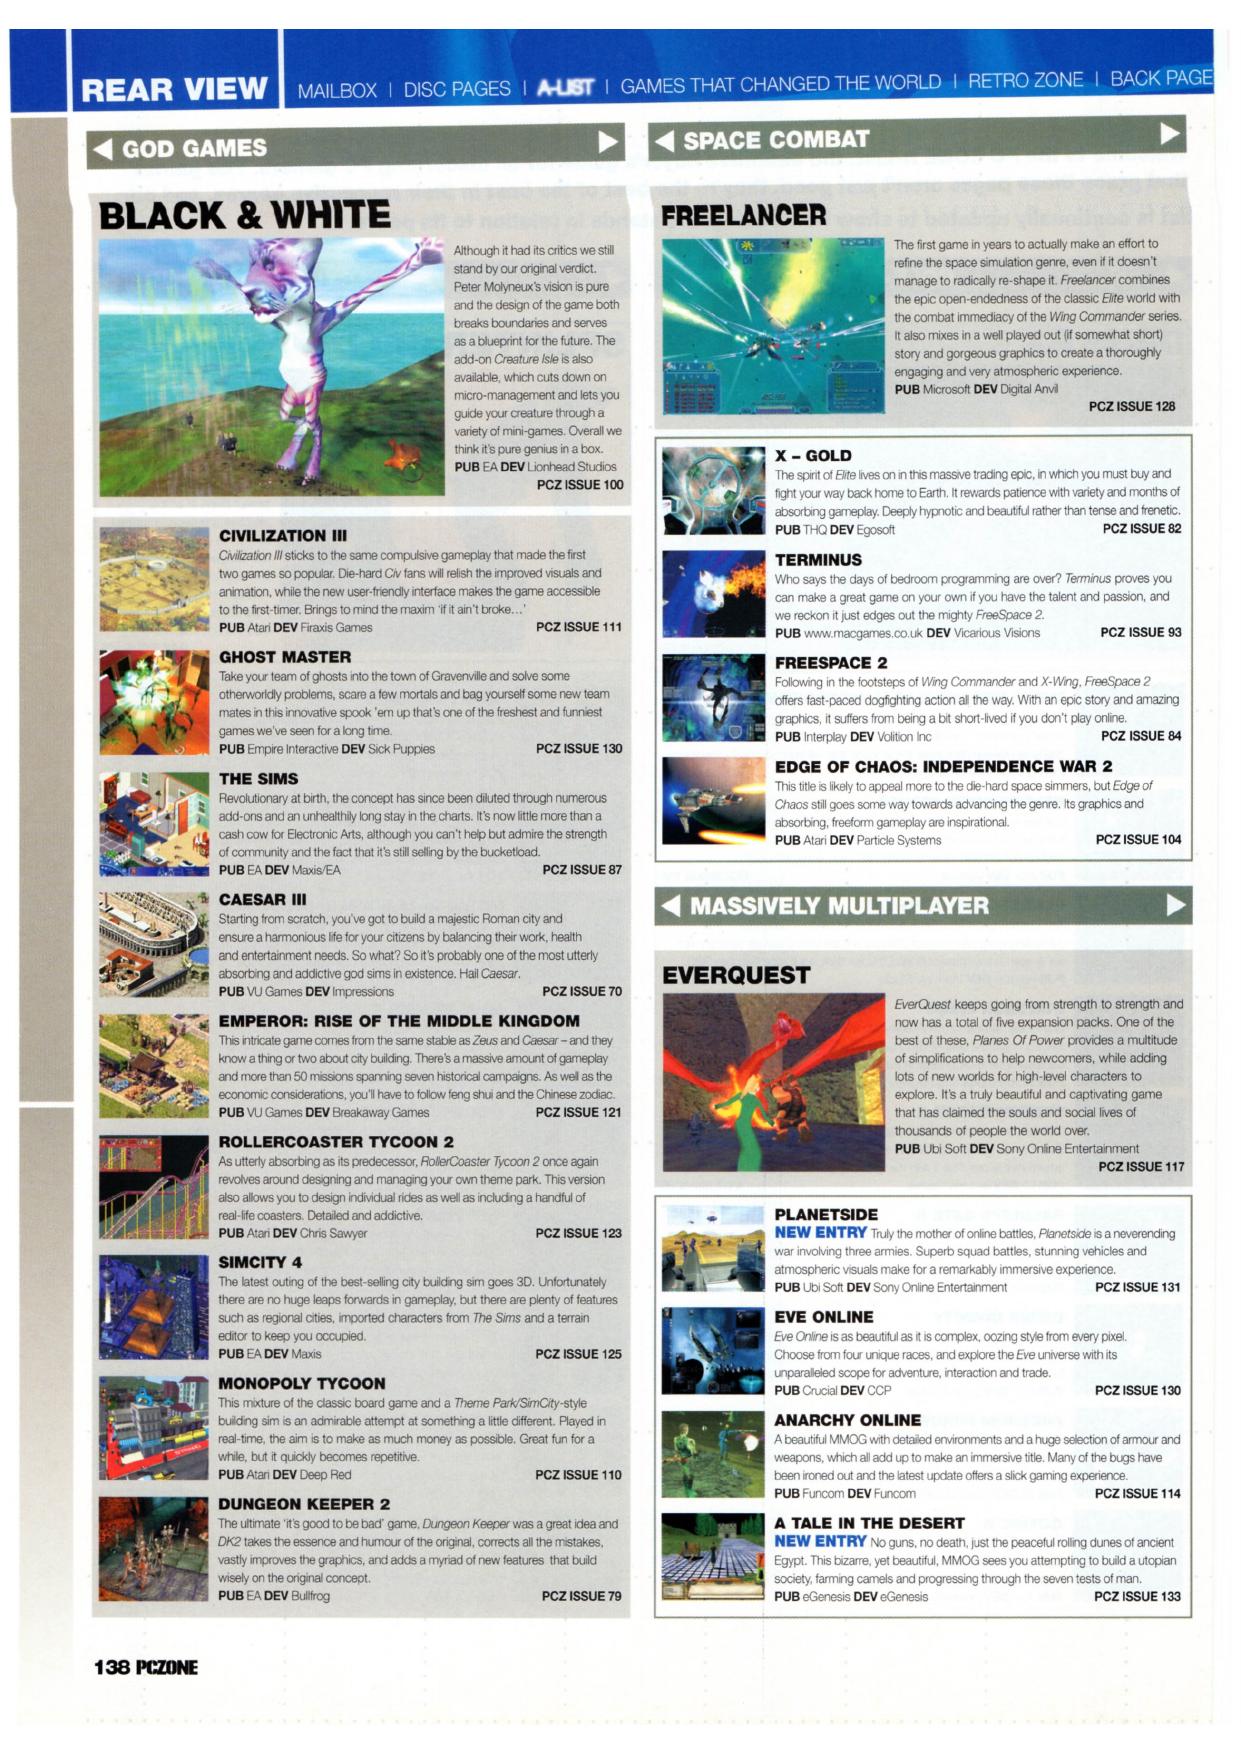 REAR VIEW
MAILBOX | DISC PAGES | A-LIST | GAMES THAT CHANGED THE WORLD | RETRO ZONE | BACK PAGE
GOD GAMES
BLACK & WHITE
Although it had its critics we still
stand by our original verdict.
Peter Molyneux's vision is pure
and the design of the game both
breaks boundaries and serves
as a blueprint for the future. The
add-on Creature Isle is also
available, which cuts down on
micro-management and lets you
guide your creature through a
variety of mini-games. Overall we
think it's pure genius in a box.
PUB EA DEV Lionhead Studios
PCZ ISSUE 100
CIVILIZATION III
Civilization III sticks to the same compulsive gameplay that made the first
two games so popular. Die-hard Civ fans will relish the improved visuals and
animation, while the new user-friendly interface makes the game accessible
to the first-timer. Brings to mind the maxim 'if it ain't broke...'
PUB Atari DEV Firaxis Games PCZ ISSUE 111
GHOST MASTER
Take your team of ghosts into the town of Gravenville and solve some
otherworldly problems, scare a few mortals and bag yourself some new team
mates in this innovative spook 'em up that's one of the freshest and funniest
games we've seen for a long time.
PUB Empire Interactive DEV Sick Puppies PCZ ISSUE 130
THE SIMS
Revolutionary at birth, the concept has since been diluted through numerous
add-ons and an unhealthily long stay in the charts. It's now little more than a
cash cow for Electronic Arts, although you can't help but admire the strength
of community and the fact that it's still selling by the bucketload.
PUB EA DEV Maxis/EA PCZ ISSUE 87
CAESAR III
Starting from scratch, you've got to build a majestic Roman city and
ensure a harmonious life for your citizens by balancing their work, health
and entertainment needs. So what? So it's probably one of the most utterly
absorbing and addictive god sims in existence. Hail Caesar.
PUB VU Games DEV Impressions PCZ ISSUE 70
EMPEROR: RISE OF THE MIDDLE KINGDOM
This intricate game comes from the same stable as Zeus and Caesar – and they
know a thing or two about city building. There's a massive amount of gameplay
and more than 50 missions spanning seven historical campaigns. As well as the
economic considerations, you'll have to follow feng shui and the Chinese zodiac.
PUB VU Games DEV Breakaway Games PCZ ISSUE 121
ROLLERCOASTER TYCOON 2
As utterly absorbing as its predecessor, RollerCoaster Tycoon 2 once again
revolves around designing and managing your own theme park. This version
also allows you to design individual rides as well as including a handful of
real-life coasters. Detailed and addictive.
PUB Atari DEV Chris Sawyer PCZ ISSUE 123
SIMCITY 4
The latest outing of the best-selling city building sim goes 3D. Unfortunately
there are no huge leaps forwards in gameplay, but there are plenty of features
such as regional cities, imported characters from The Sims and a terrain
editor to keep you occupied.
PUB EA DEV Maxis PCZ ISSUE 125
MONOPOLY TYCOON
This mixture of the classic board game and a Theme Park/SimCity-style
building sim is an admirable attempt at something a little different. Played in
real-time, the aim is to make as much money as possible. Great fun for a
while, but it quickly becomes repetitive.
PUB Atari DEV Deep Red PCZ ISSUE 110
DUNGEON KEEPER 2
The ultimate 'it's good to be bad' game, Dungeon Keeper was a great idea and
DK2 takes the essence and humour of the original, corrects all the mistakes,
vastly improves the graphics, and adds a myriad of new features that build
wisely on the original concept.
PUB EA DEV Bullfrog PCZ ISSUE 79
SPACE COMBAT
FREELANCER
The first game in years to actually make an effort to
refine the space simulation genre, even if it doesn't
manage to radically re-shape it. Freelancer combines
the epic open-endedness of the classic Elite world with
the combat immediacy of the Wing Commander series.
It also mixes in a well played out (if somewhat short)
story and gorgeous graphics to create a thoroughly
engaging and very atmospheric experience.
PUB Microsoft DEV Digital Anvil
PCZ ISSUE 128
X – GOLD
The spirit of Elite lives on in this massive trading epic, in which you must buy and
fight your way back home to Earth. It rewards patience with variety and months of
absorbing gameplay. Deeply hypnotic and beautiful rather than tense and frenetic.
PUB THQ DEV Egosoft PCZ ISSUE 82
TERMINUS
Who says the days of bedroom programming are over? Terminus proves you
can make a great game on your own if you have the talent and passion, and
we reckon it just edges out the mighty FreeSpace 2.
PUB www.macgames.co.uk DEV Vicarious Visions PCZ ISSUE 93
FREESPACE 2
Following in the footsteps of Wing Commander and X-Wing, FreeSpace 2
offers fast-paced dogfighting action all the way. With an epic story and amazing
graphics, it suffers from being a bit short-lived if you don't play online.
PUB Interplay DEV Volition Inc PCZ ISSUE 84
EDGE OF CHAOS: INDEPENDENCE WAR 2
This title is likely to appeal more to the die-hard space simmers, but Edge of
Chaos still goes some way towards advancing the genre. Its graphics and
absorbing, freeform gameplay are inspirational.
PUB Atari DEV Particle Systems PCZ ISSUE 104
MASSIVELY MULTIPLAYER
EVERQUEST
EverQuest keeps going from strength to strength and
now has a total of five expansion packs. One of the
best of these, Planes Of Power provides a multitude
of simplifications to help newcomers, while adding
lots of new worlds for high-level characters to
explore. It's a truly beautiful and captivating game
that has claimed the souls and social lives of
thousands of people the world over.
PUB Ubi Soft DEV Sony Online Entertainment
PCZ ISSUE 117
PLANETSIDE
NEW ENTRY Truly the mother of online battles, Planetside is a neverending
war involving three armies. Superb squad battles, stunning vehicles and
atmospheric visuals make for a remarkably immersive experience.
PUB Ubi Soft DEV Sony Online Entertainment PCZ ISSUE 131
EVE ONLINE
Eve Online is as beautiful as it is complex, oozing style from every pixel.
Choose from four unique races, and explore the Eve universe with its
unparalleled scope for adventure, interaction and trade.
PUB Crucial DEV CCP PCZ ISSUE 130
ANARCHY ONLINE
A beautiful MMOG with detailed environments and a huge selection of armour and
weapons, which all add up to make an immersive title. Many of the bugs have
been ironed out and the latest update offers a slick gaming experience.
PUB Funcom DEV Funcom PCZ ISSUE 114
A TALE IN THE DESERT
NEW ENTRY No guns, no death, just the peaceful rolling dunes of ancient
Egypt. This bizarre, yet beautiful, MMOG sees you attempting to build a utopian
society, farming camels and progressing through the seven tests of man.
PUB eGenesis DEV eGenesis PCZ ISSUE 133
138 PCZONE